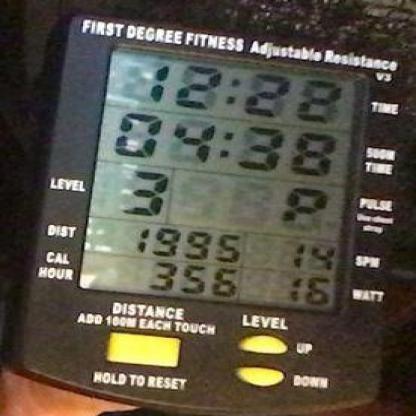 FIRST DEGREE FITNESS Adjustable Resistance
V3
12:22 TIME
04:38 500M TIME
LEVEL 3 P PULSE
Use chest strap
DIST 1995 14 SPM
CAL HOUR 356 16 WATT
DISTANCE
ADD 100M EACH TOUCH
HOLD TO RESET
LEVEL
UP
DOWN